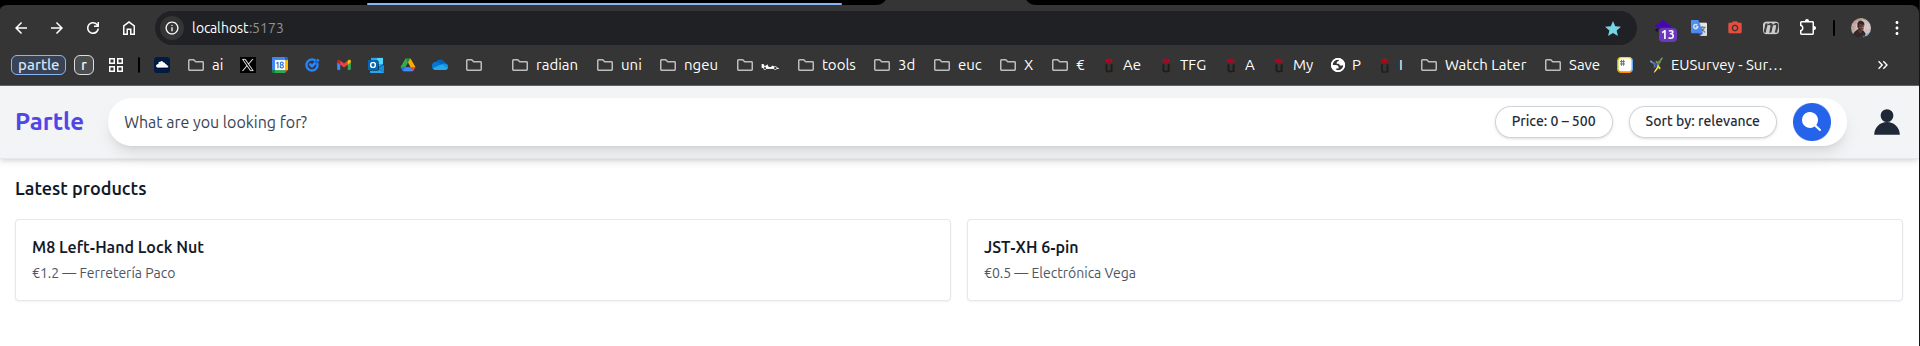 localhost:5173
13
partle r ai 18 radian uni ngeu tools 3d euc X € Ae TFG A My P I Watch Later Save EUSurvey - Sur… »
Partle What are you looking for? Price: 0 – 500 Sort by: relevance
Latest products
M8 Left-Hand Lock Nut
€1.2 — Ferretería Paco
JST-XH 6-pin
€0.5 — Electrónica Vega